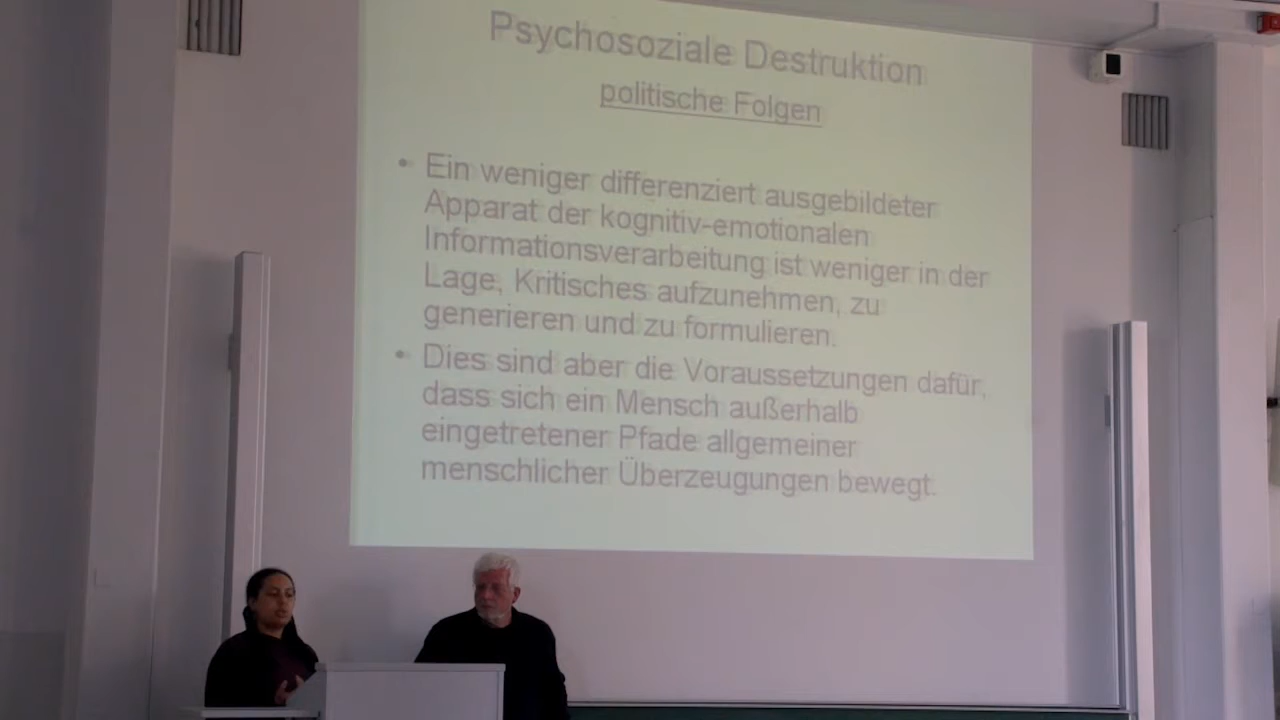 Psychosoziale Destruktion
politische Folgen
• Ein weniger differenziert ausgebildeter
Apparat der kognitiv-emotionalen
Informationsverarbeitung ist weniger in der
Lage, Kritisches aufzunehmen, zu
generieren und zu formulieren.
• Dies sind aber die Voraussetzungen dafür,
dass sich ein Mensch außerhalb
eingetretener Pfade allgemeiner
menschlicher Überzeugungen bewegt.